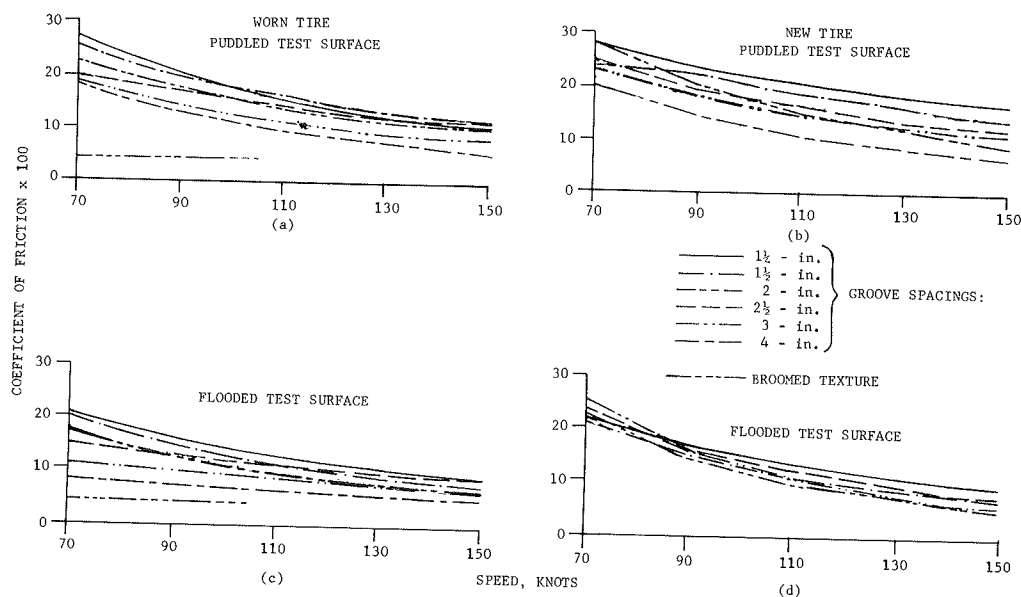 COEFFICIENT OF FRICTION x 100
WORN TIRE
PUDDLED TEST SURFACE
30
20
10
0
70
90
110
130
150
(a)
NEW TIRE
PUDDLED TEST SURFACE
30
20
10
0
70
90
110
130
150
(b)
1¼ - in.
1½ - in.
2 - in.
2½ - in.
3 - in.
4 - in.
GROOVE SPACINGS:
BROOMED TEXTURE
FLOODED TEST SURFACE
30
20
10
0
70
90
110
130
150
(c)
FLOODED TEST SURFACE
30
20
10
0
70
90
110
130
150
(d)
SPEED, KNOTS